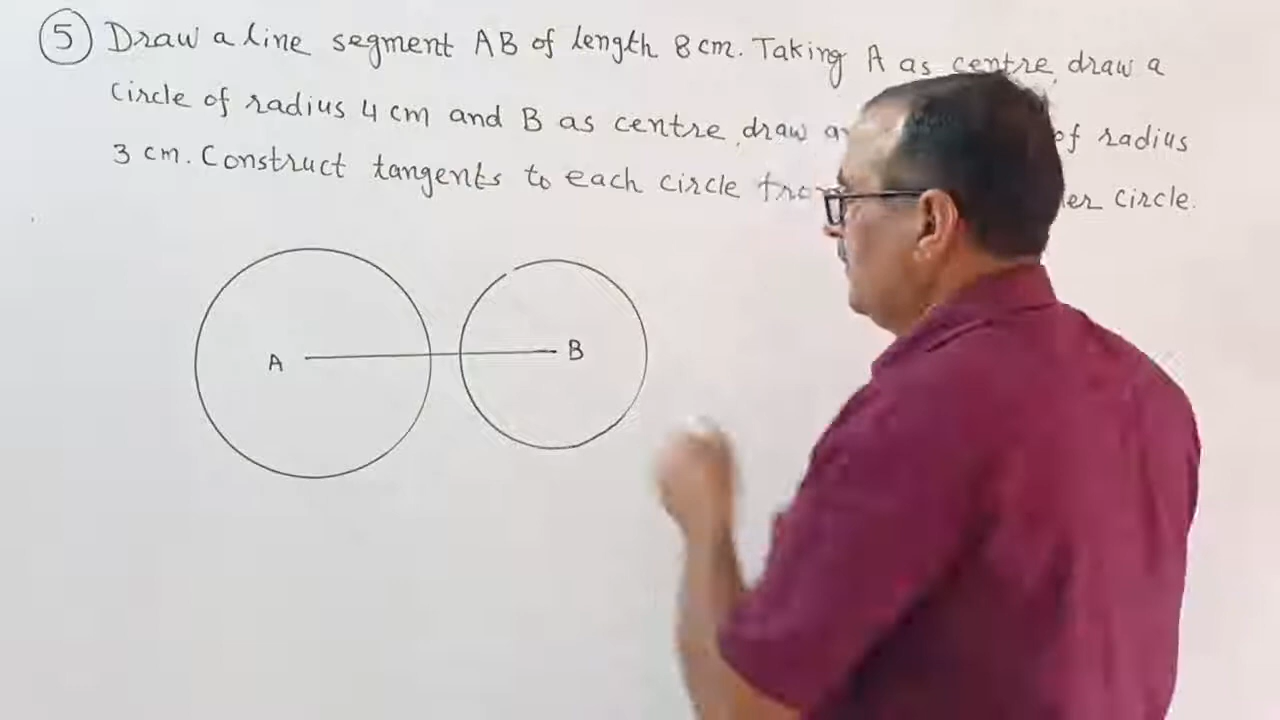 5 Draw a line segment AB of length 8 cm. Taking A as centre, draw a
circle of radius 4 cm and B as centre, draw of radius
3 cm. Construct tangents to each circle circle.
A B